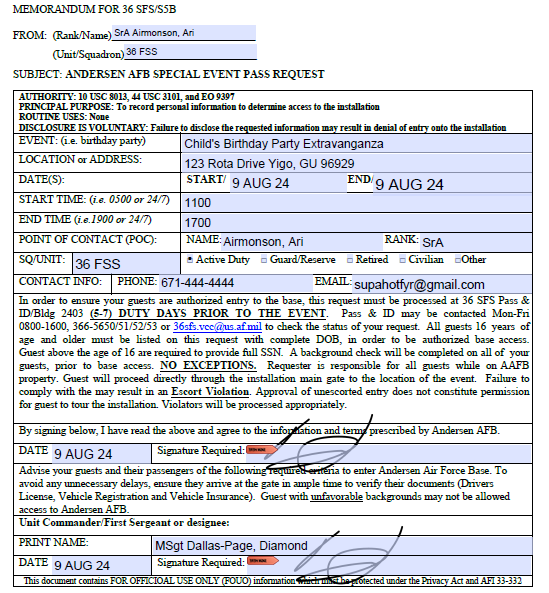 MEMORANDUM FOR 36 SFS/S5B
FROM: (Rank/Name) SrA Airmonson, Ari
(Unit/Squadron) 36 FSS
SUBJECT: ANDERSEN AFB SPECIAL EVENT PASS REQUEST
AUTHORITY: 10 USC 8013, 44 USC 3101, and EO 9397
PRINCIPAL PURPOSE: To record personal information to determine access to the installation
ROUTINE USES: None
DISCLOSURE IS VOLUNTARY: Failure to disclose the requested information may result in denial of entry onto the installation
EVENT: (i.e. birthday party) Child's Birthday Party Extravanganza
LOCATION or ADDRESS: 123 Rota Drive Yigo, GU 96929
DATE(S): START/ 9 AUG 24 END/ 9 AUG 24
START TIME: (i.e. 0500 or 24/7) 1100
END TIME (i.e.1900 or 24/7) 1700
POINT OF CONTACT (POC): NAME: Airmonson, Ari RANK: SrA
SQ/UNIT: 36 FSS Active Duty Guard/Reserve Retired Civilian Other
CONTACT INFO: PHONE: 671-444-4444 EMAIL: supahotfyr@gmail.com
In order to ensure your guests are authorized entry to the base, this request must be processed at 36 SFS Pass &
ID/Bldg 2403 (5-7) DUTY DAYS PRIOR TO THE EVENT. Pass & ID may be contacted Mon-Fri
0800-1600, 366-5650/51/52/53 or 36sfs.vcc@us.af.mil to check the status of your request. All guests 16 years of
age and older must be listed on this request with complete DOB, in order to be authorized base access.
Guest above the age of 16 are required to provide full SSN. A background check will be completed on all of your
guests, prior to base access. NO EXCEPTIONS. Requester is responsible for all guests while on AAFB
property. Guest will proceed directly through the installation main gate to the location of the event. Failure to
comply with the may result in an Escort Violation. Approval of unescorted entry does not constitute permission
for guest to tour the installation. Violators will be processed appropriately.
By signing below, I have read the above and agree to the information and terms prescribed by Andersen AFB.
DATE 9 AUG 24 Signature Required:
Advise your guests and their passengers of the following required criteria to enter Andersen Air Force Base. To
avoid any unnecessary delays, ensure they arrive at the gate in ample time to verify their documents (Drivers
License, Vehicle Registration and Vehicle Insurance). Guest with unfavorable backgrounds may not be allowed
access to Andersen AFB.
Unit Commander/First Sergeant or designee:
PRINT NAME: MSgt Dallas-Page, Diamond
DATE 9 AUG 24 Signature Required:
This document contains FOR OFFICIOAL USE ONLY (FOUO) information which must be protected under the Privacy Act and AFI 33-332